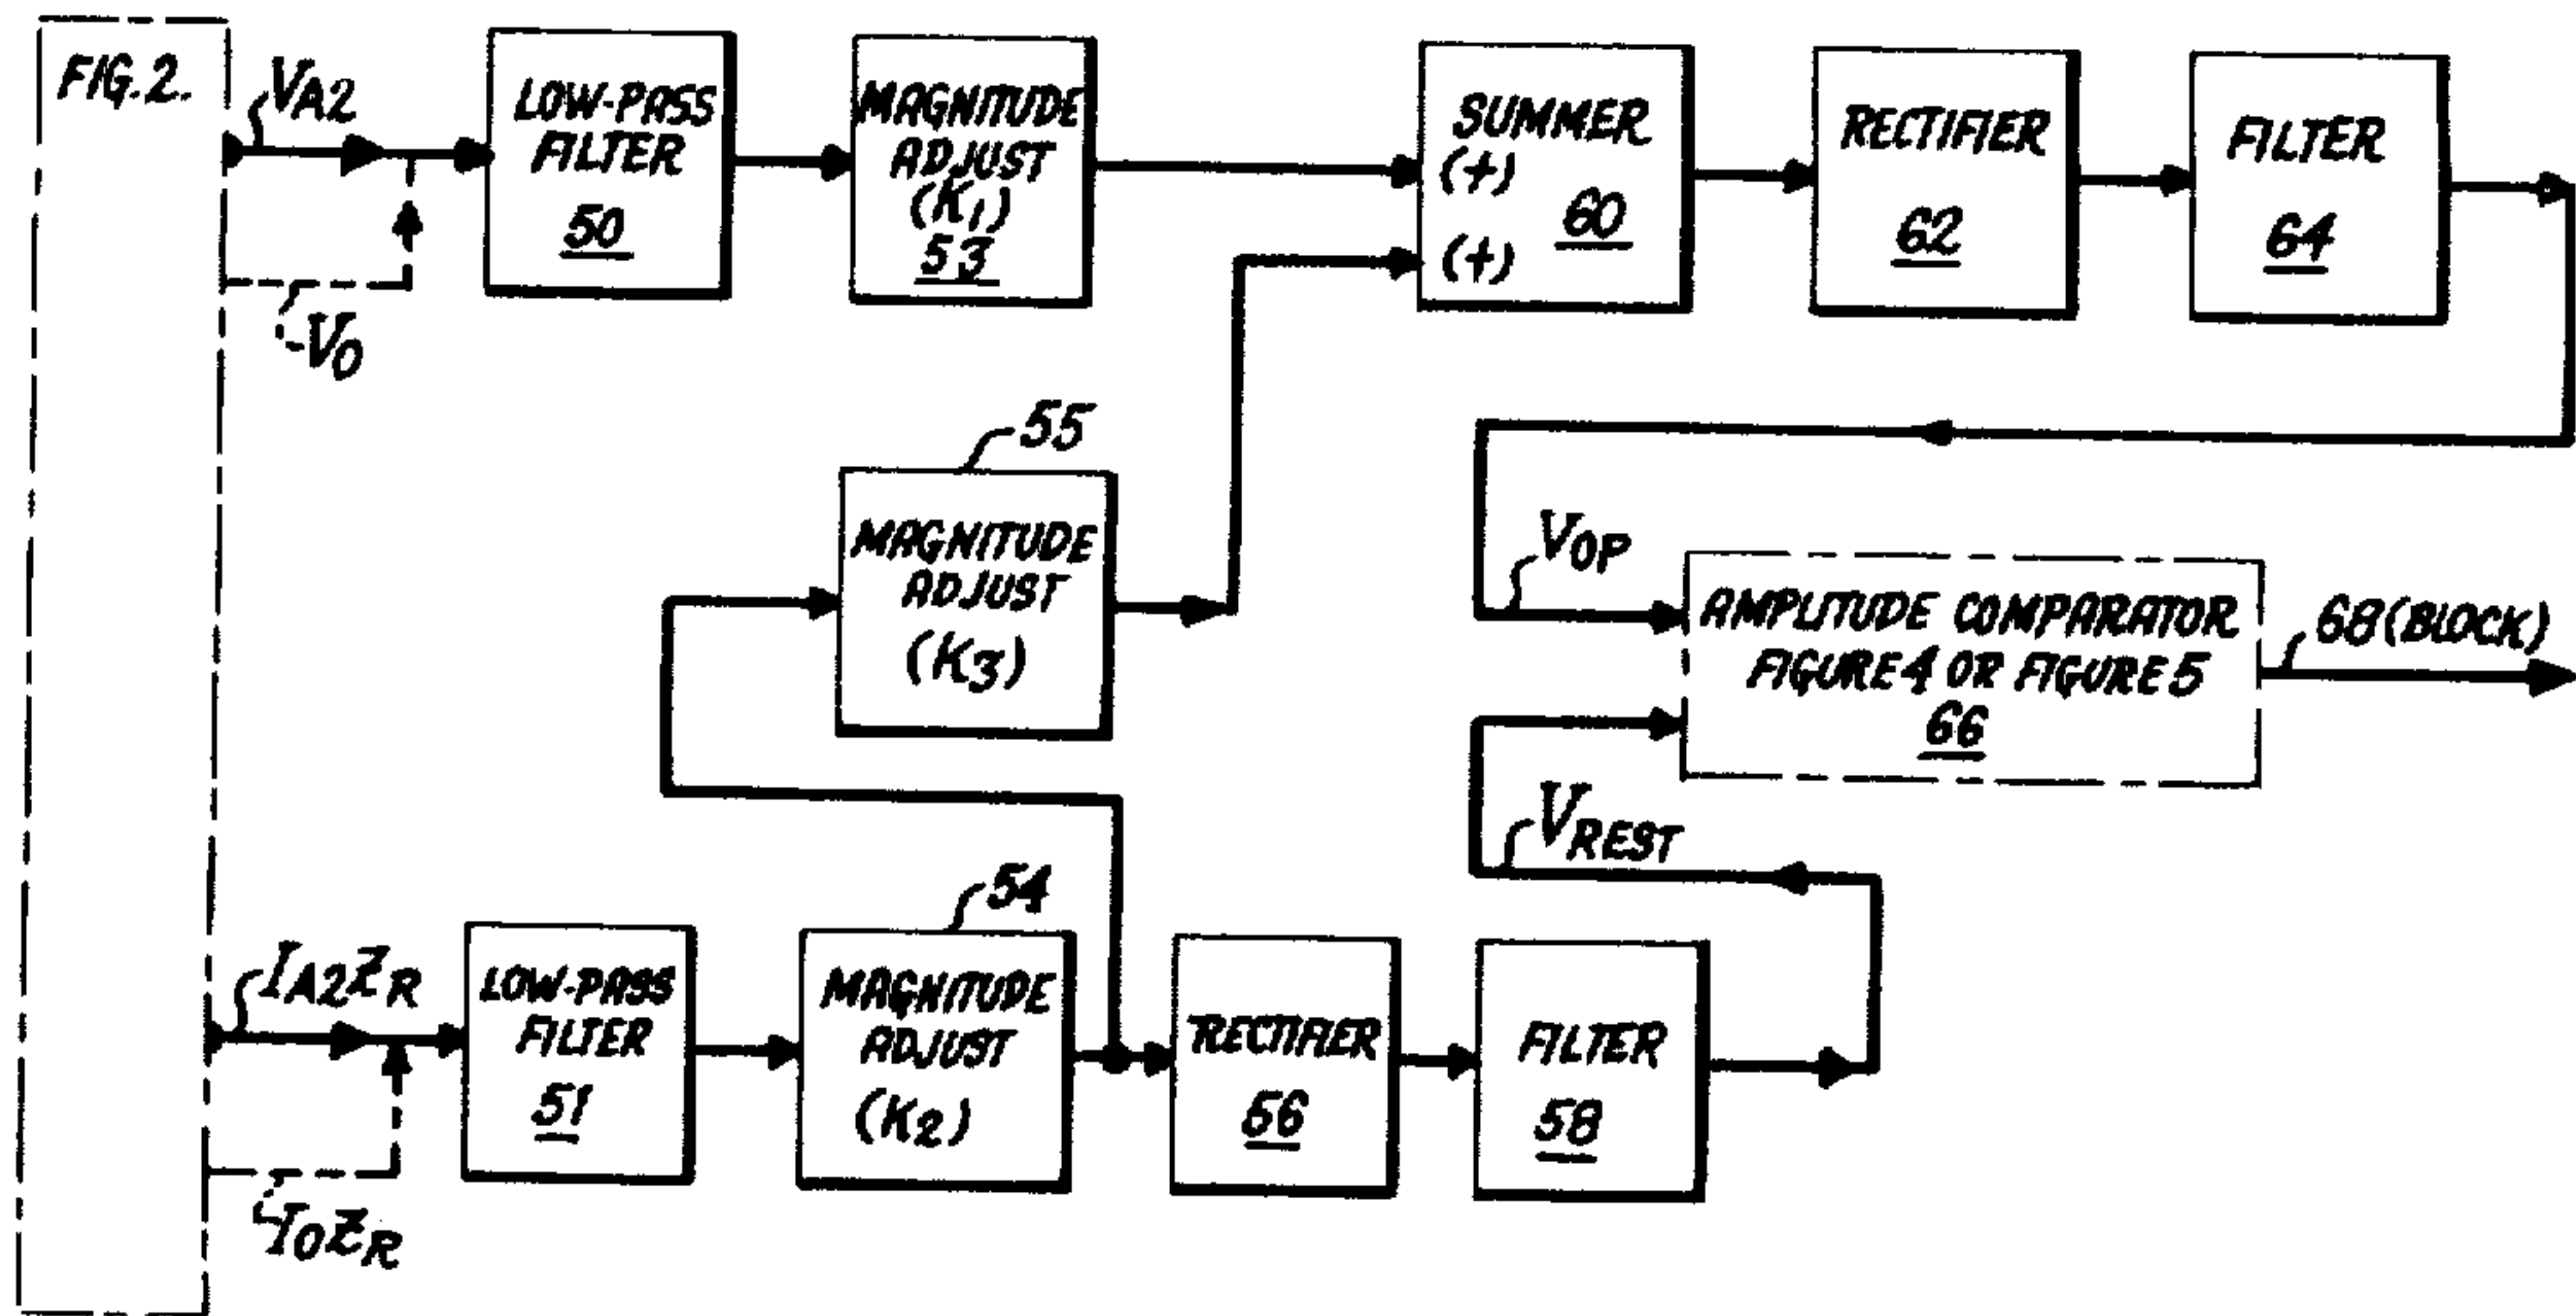 FIG. 2.
VA2
V0
LOW-PASS
FILTER
50
MAGNITUDE
ADJUST
(K1)
53
SUMMER
(+)
60
(+)
RECTIFIER
62
FILTER
64
55
MAGNITUDE
ADJUST
(K3)
VOP
AMPLITUDE COMPARATOR
FIGURE 4 OR FIGURE 5
66
68 (BLOCK)
VREST
IA2ZR
I0ZR
LOW-PASS
FILTER
51
54
MAGNITUDE
ADJUST
(K2)
RECTIFIER
56
FILTER
58